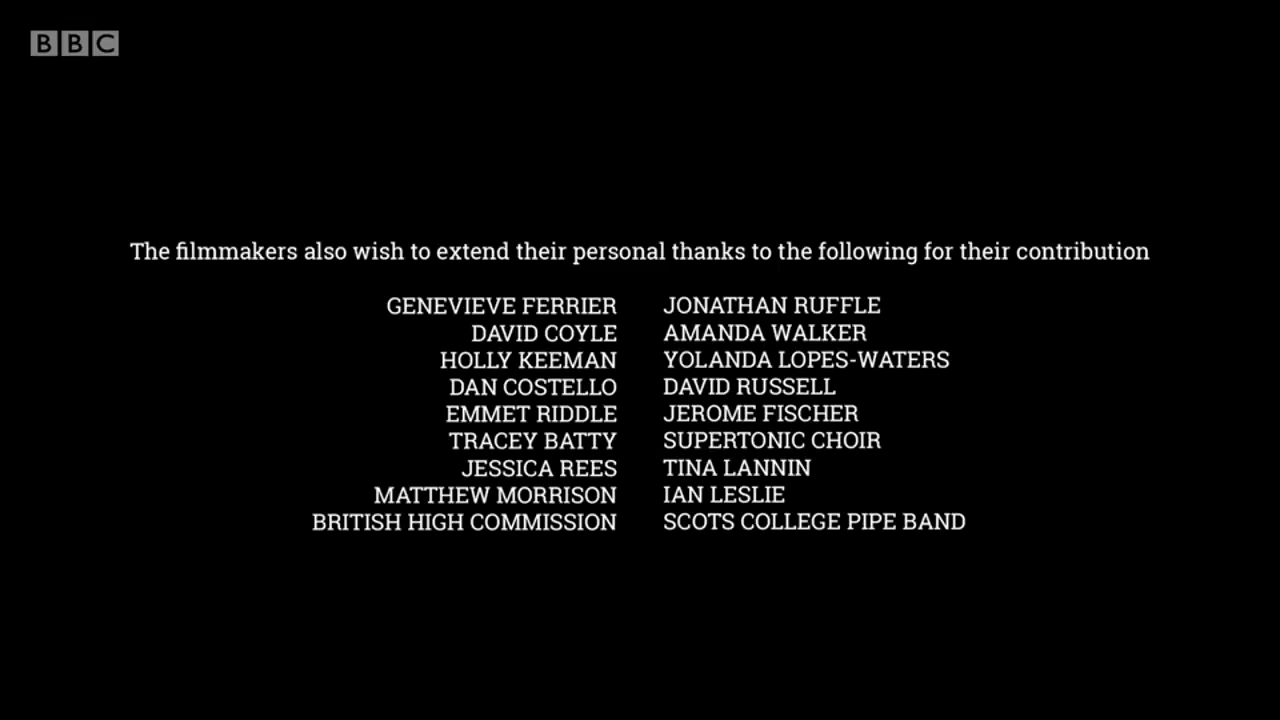 BBC
The filmmakers also wish to extend their personal thanks to the following for their contribution
GENEVIEVE FERRIER JONATHAN RUFFLE
DAVID COYLE AMANDA WALKER
HOLLY KEEMAN YOLANDA LOPES-WATERS
DAN COSTELLO DAVID RUSSELL
EMMET RIDDLE JEROME FISCHER
TRACEY BATTY SUPERTONIC CHOIR
JESSICA REES TINA LANNIN
MATTHEW MORRISON IAN LESLIE
BRITISH HIGH COMMISSION SCOTS COLLEGE PIPE BAND